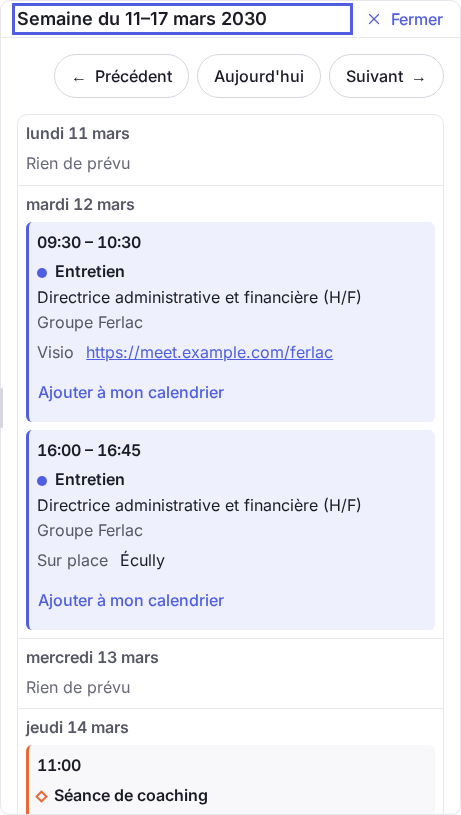 Semaine du 11–17 mars 2030
Fermer
← Précédent
Aujourd'hui
Suivant →
lundi 11 mars
Rien de prévu
mardi 12 mars
09:30 – 10:30
Entretien
Directrice administrative et financière (H/F)
Groupe Ferlac
Visio https://meet.example.com/ferlac
Ajouter à mon calendrier
16:00 – 16:45
Entretien
Directrice administrative et financière (H/F)
Groupe Ferlac
Sur place Écully
Ajouter à mon calendrier
mercredi 13 mars
Rien de prévu
jeudi 14 mars
11:00
Séance de coaching